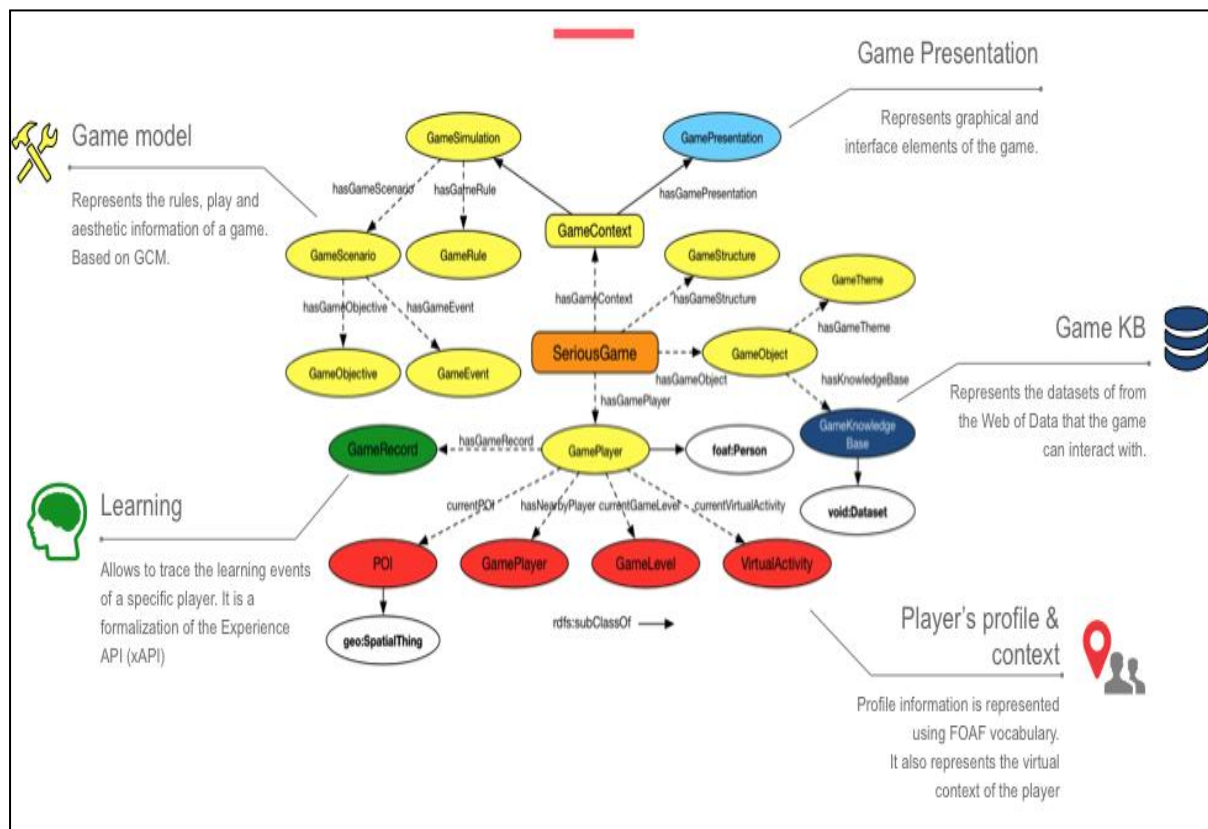 Game Presentation
Represents graphical and
interface elements of the game.
Game model
Represents the rules, play and
aesthetic information of a game.
Based on GCM.
GameSimulation
GamePresentation
hasGameScenario
hasGameRule
hasGamePresentation
GameContext
GameScenario
GameRule
GameStructure
GameTheme
hasGameObjective
hasGameEvent
hasGameContext
hasGameStructure
hasGameTheme
SeriousGame
GameObject
GameObjective
GameEvent
hasGameObject
hasKnowledgeBase
hasGamePlayer
Game KB
Represents the datasets of from
the Web of Data that the game
can interact with.
GameKnowledge
Base
GameRecord
hasGameRecord
GamePlayer
foaf:Person
void:Dataset
currentPOI
hasNearbyPlayer
currentGameLevel
currentVirtualActivity
Learning
Allows to trace the learning events
of a specific player. It is a
formalization of the Experience
API (xAPI)
POI
GamePlayer
GameLevel
VirtualActivity
geo:SpatialThing
rdfs:subClassOf
Player's profile &
context
Profile information is represented
using FOAF vocabulary.
It also represents the virtual
context of the player